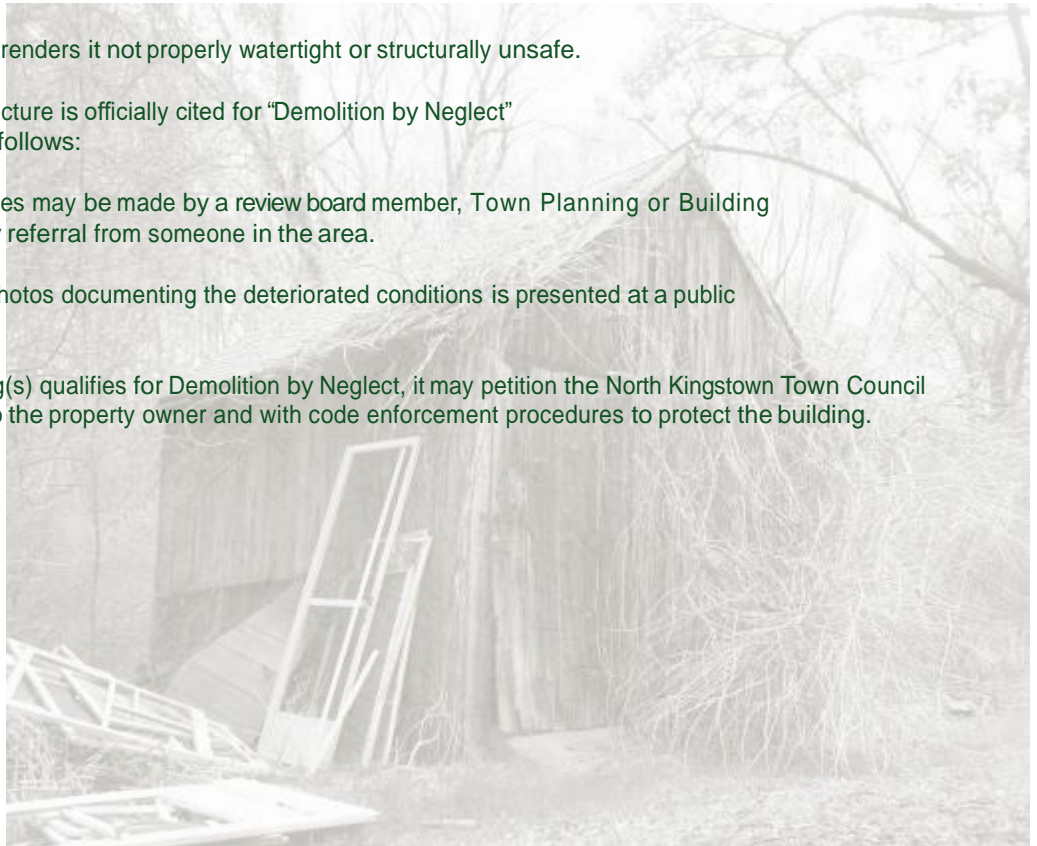 renders it not properly watertight or structurally unsafe.
cture is officially cited for “Demolition by Neglect”
follows:
es may be made by a review board member, Town Planning or Building
referral from someone in the area.
hotos documenting the deteriorated conditions is presented at a public
g(s) qualifies for Demolition by Neglect, it may petition the North Kingstown Town Council
o the property owner and with code enforcement procedures to protect the building.